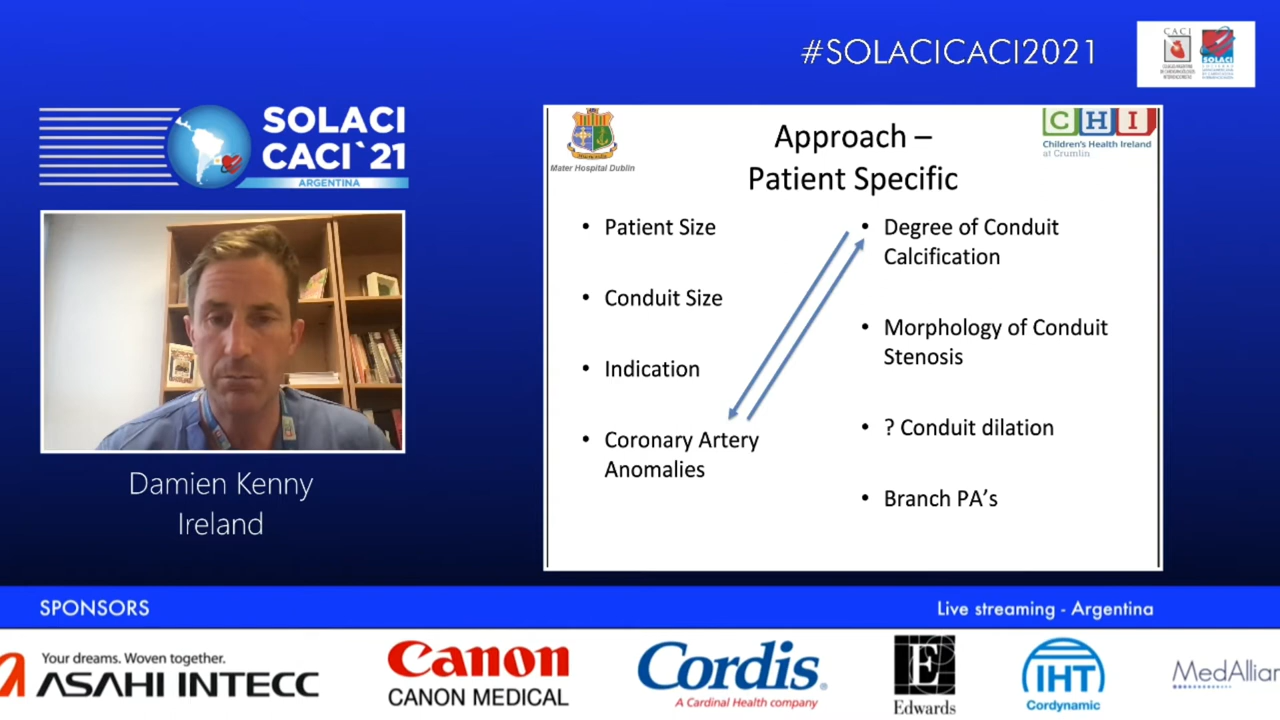 #SOLACICACI2021
CACI
SOLACI
SOLACI
CACI`21
ARGENTINA
Damien Kenny
Ireland
Mater Hospital Dublin
CHI
Children's Health Ireland
at Crumlin
Approach –
Patient Specific
• Patient Size
• Conduit Size
• Indication
• Coronary Artery
Anomalies
• Degree of Conduit
Calcification
• Morphology of Conduit
Stenosis
• ? Conduit dilation
• Branch PA's
SPONSORS
Live streaming - Argentina
Your dreams. Woven together.
ASAHI INTECC
Canon
CANON MEDICAL
Cordis
A Cardinal Health company
E
Edwards
IHT
Cordynamic
MedAllian